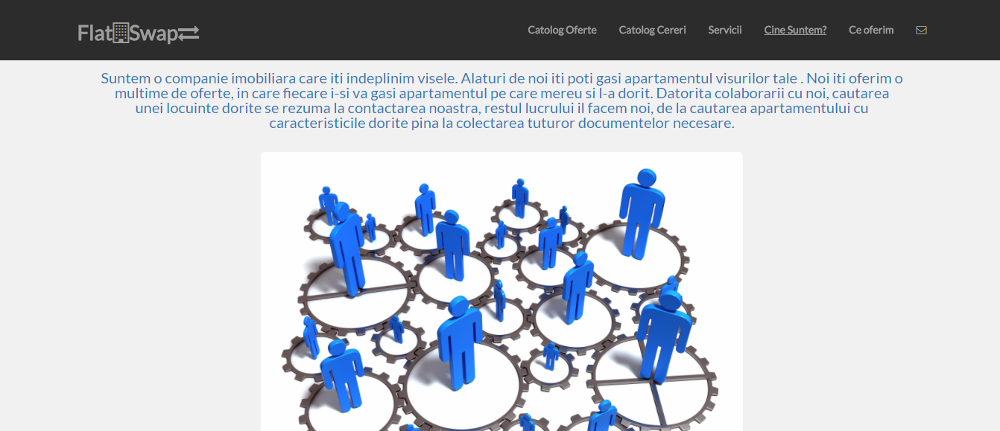 FlatSwap
Catolog Oferte Catolog Cereri Servicii Cine Suntem? Ce oferim
Suntem o companie imobiliara care iti indeplinim visele. Alaturi de noi iti poti gasi apartamentul visurilor tale . Noi iti oferim o
multime de oferte, in care fiecare i-si va gasi apartamentul pe care mereu si l-a dorit. Datorita colaborarii cu noi, cautarea
unei locuinte dorite se rezuma la contactarea noastra, restul lucrului il facem noi, de la cautarea apartamentului cu
caracteristicile dorite pina la colectarea tuturor documentelor necesare.